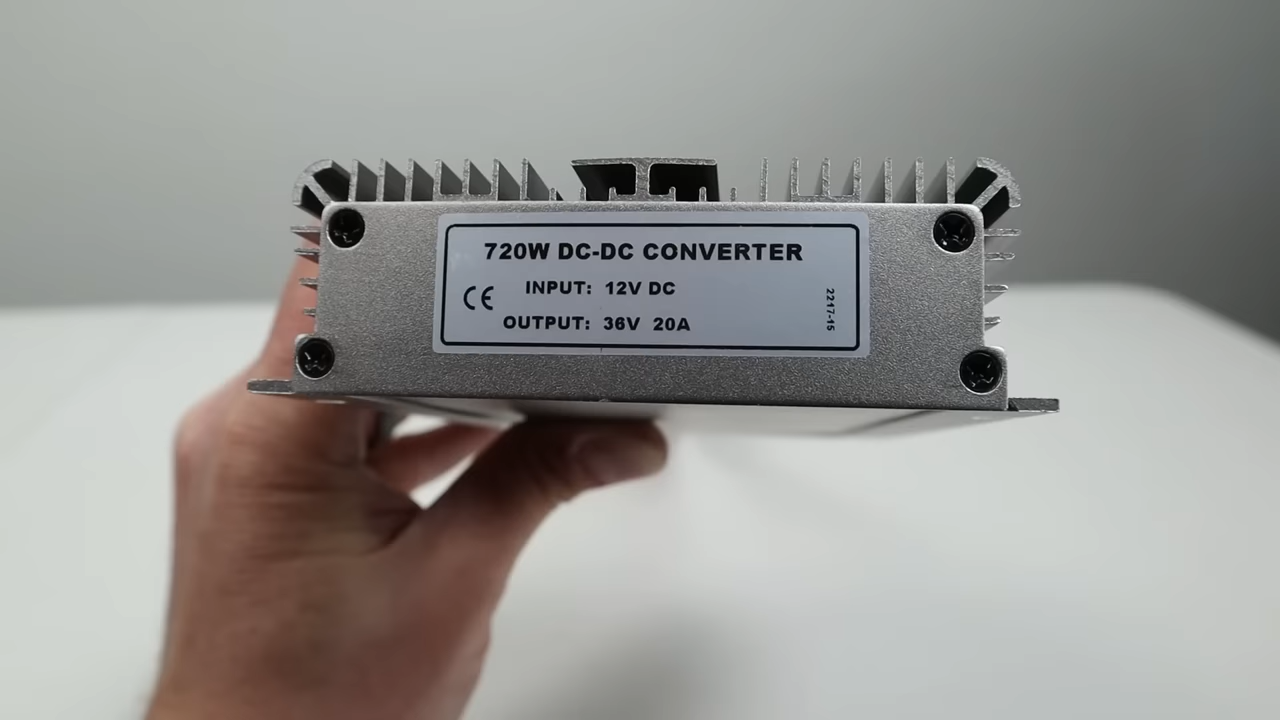 720W DC-DC CONVERTER
CE INPUT: 12V DC
OUTPUT: 36V 20A
2217-15